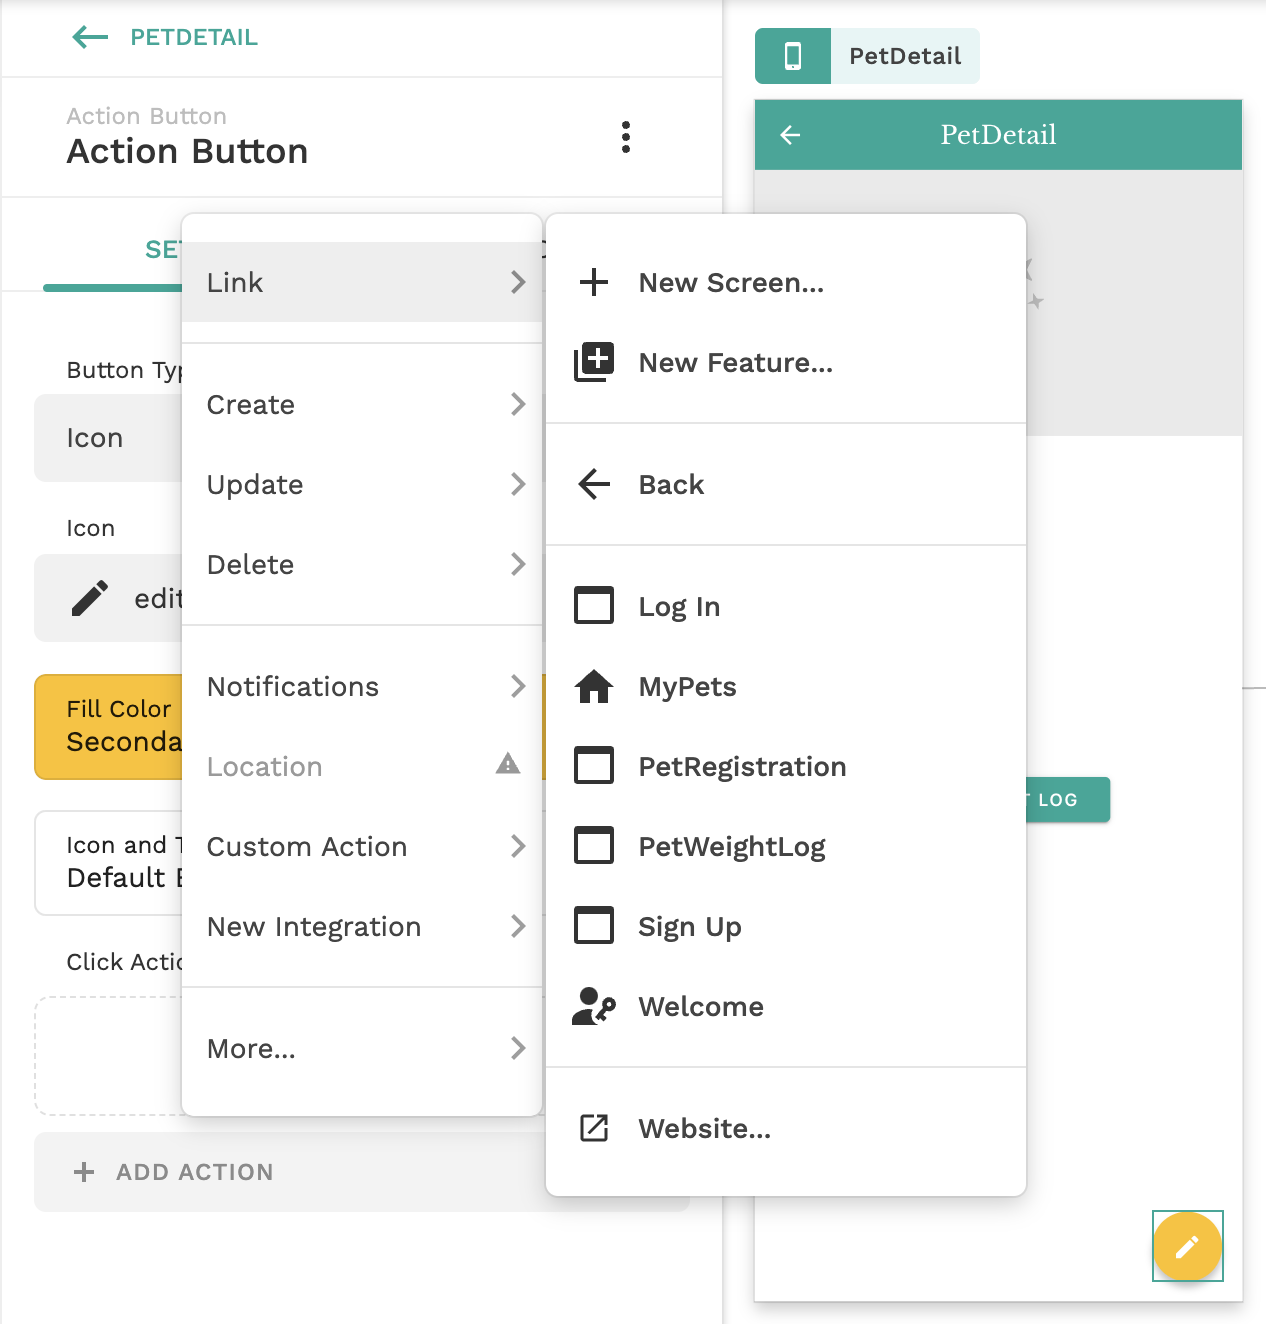 PETDETAIL
Action Button
Action Button
SET
Button Typ
Icon
Icon
edit
Fill Color
Seconda
Icon and T
Default B
Click Actio
ADD ACTION
Link
Create
Update
Delete
Notifications
Location
Custom Action
New Integration
More...
New Screen...
New Feature...
Back
Log In
MyPets
PetRegistration
PetWeightLog
Sign Up
Welcome
Website...
PetDetail
PetDetail
T LOG